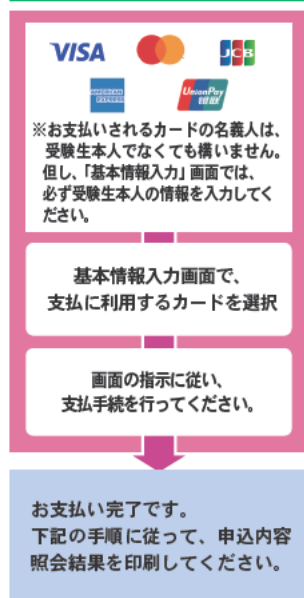 VISA
JCB
AMERICAN
EXPRESS
UnionPay
银联
※お支払いされるカードの名義人は、
受験生本人でなくても構いません。
但し、「基本情報入力」画面では、
必ず受験生本人の情報を入力してく
ださい。
基本情報入力画面で、
支払に利用するカードを選択
画面の指示に従い、
支払手続を行ってください。
お支払い完了です。
下記の手順に従って、申込内容
照会結果を印刷してください。